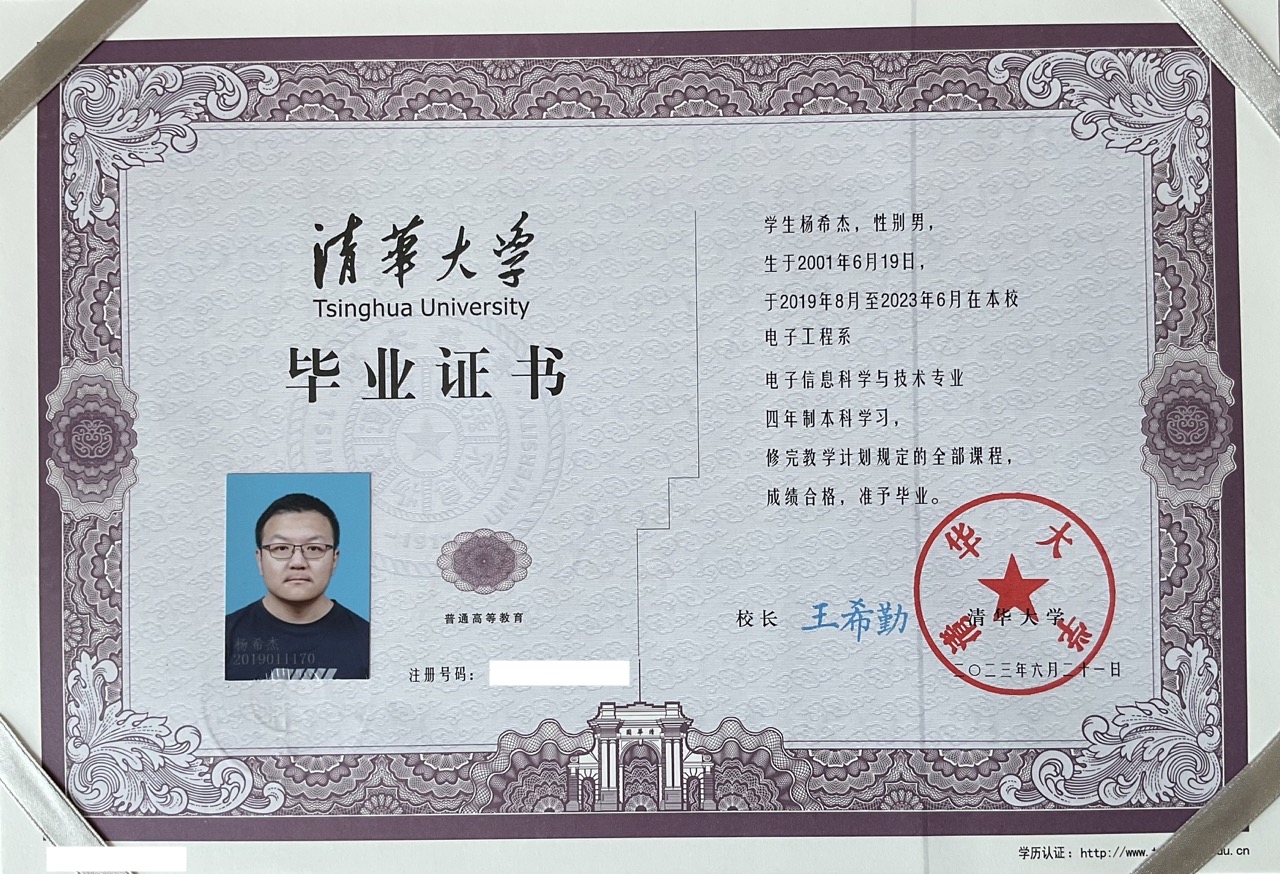 清華大学
Tsinghua University
毕业证书
杨希杰
2019011170
普通高等教育
注册号码：
学生杨希杰，性别男，
生于2001年6月19日，
于2019年8月至2023年6月在本校
电子工程系
电子信息科学与技术专业
四年制本科学习，
修完教学计划规定的全部课程，
成绩合格，准予毕业。
校长 王希勤
清华大学
清华大学
二〇二三年六月二十一日
清華園
学历认证：http://www.t du.cn